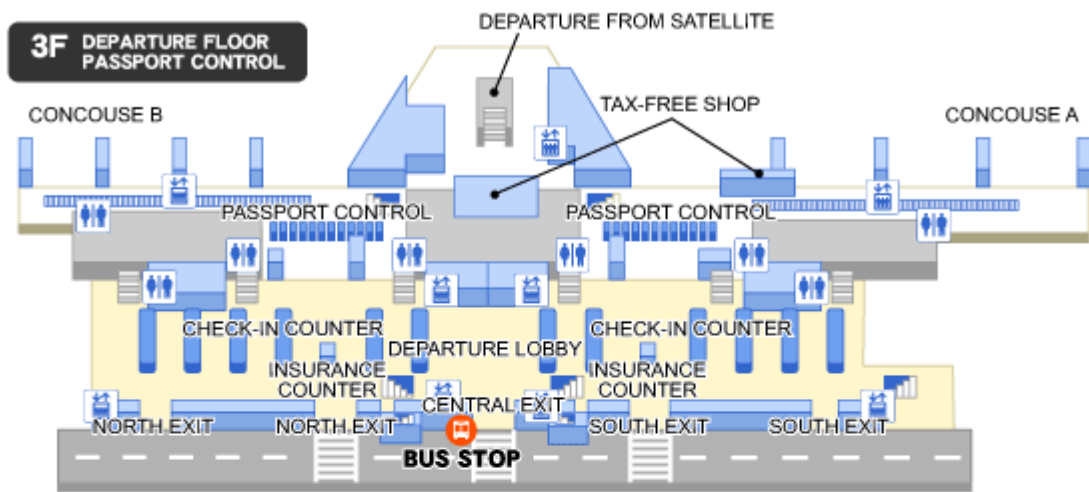 DEPARTURE FROM SATELLITE
3F DEPARTURE FLOOR
PASSPORT CONTROL
TAX-FREE SHOP
CONCOUSE B
CONCOUSE A
PASSPORT CONTROL
PASSPORT CONTROL
CHECK-IN COUNTER
CHECK-IN COUNTER
DEPARTURE LOBBY
INSURANCE
COUNTER
INSURANCE
COUNTER
CENTRAL EXIT
NORTH EXIT
NORTH EXIT
SOUTH EXIT
SOUTH EXIT
BUS STOP